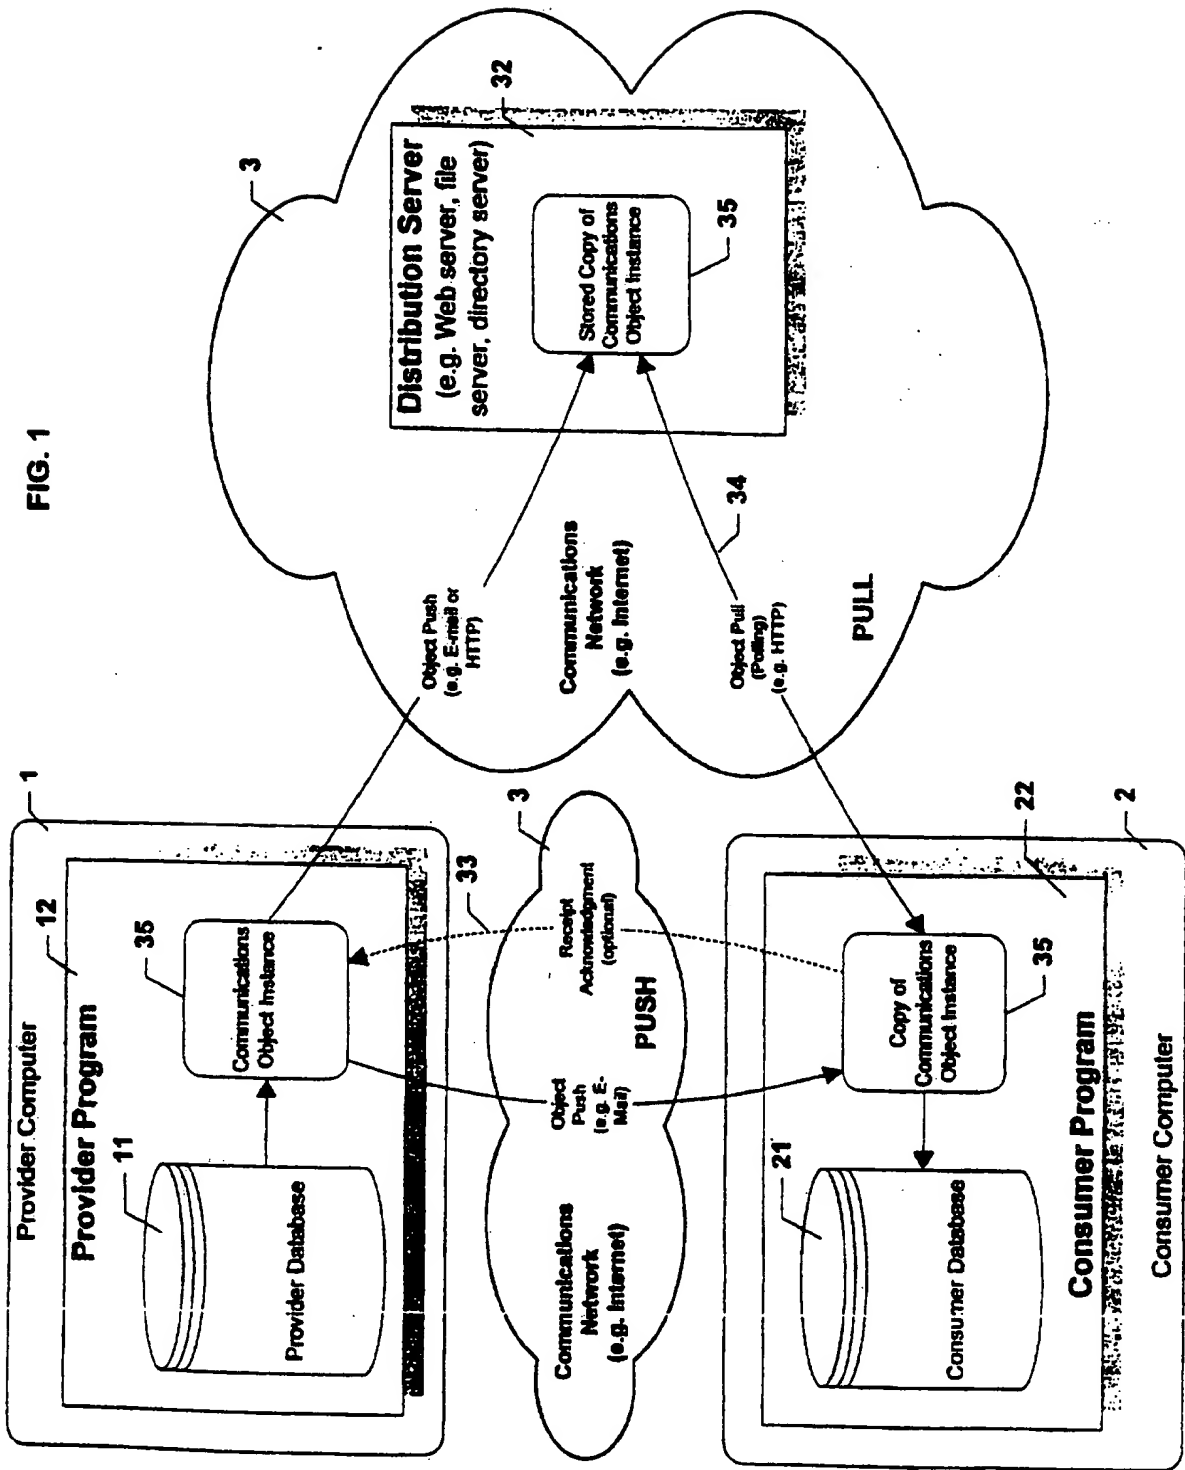 FIG. 1
Provider Computer
1
Provider Program
12
11
Provider Database
35
Communications
Object Instance
Communications
Network
(e.g. Internet)
3
Object
Push
(e.g. E-
Mail)
PUSH
Receipt
Acknowledgment
(optional)
33
21
Consumer Database
Copy of
Communications
Object Instance
35
22
Consumer Program
2
Consumer Computer
3
Object Push
(e.g. E-mail or
HTTP)
Communications
Network
(e.g. Internet)
Object Pull
(Polling)
(e.g. HTTP)
34
PULL
Distribution Server
(e.g. Web server, file
server, directory server)
32
Stored Copy of
Communications
Object Instance
35